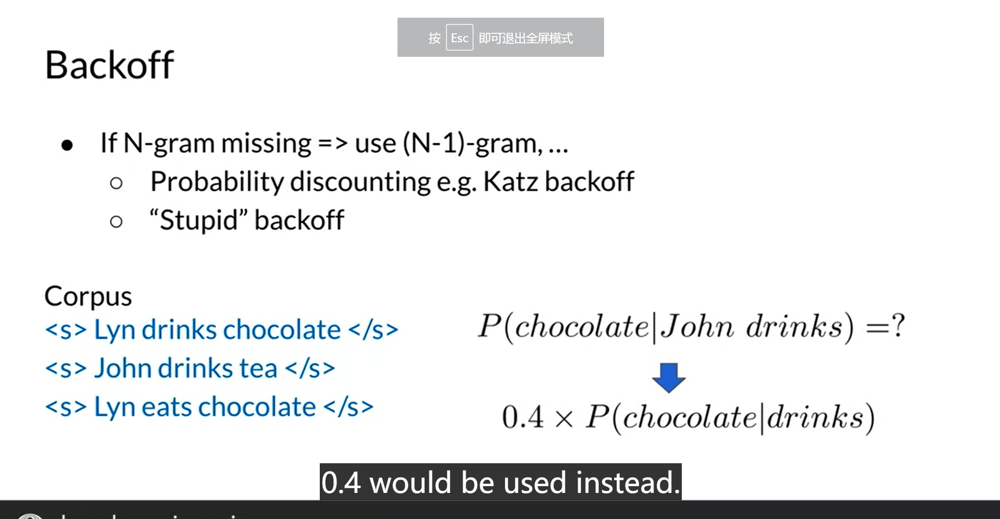 按 Esc 即可退出全屏模式
Backoff
● If N-gram missing => use (N-1)-gram, ...
○ Probability discounting e.g. Katz backoff
○ “Stupid” backoff
Corpus
<s> Lyn drinks chocolate </s>
<s> John drinks tea </s>
<s> Lyn eats chocolate </s>
P(chocolate|John drinks) =?
0.4 × P(chocolate|drinks)
0.4 would be used instead.